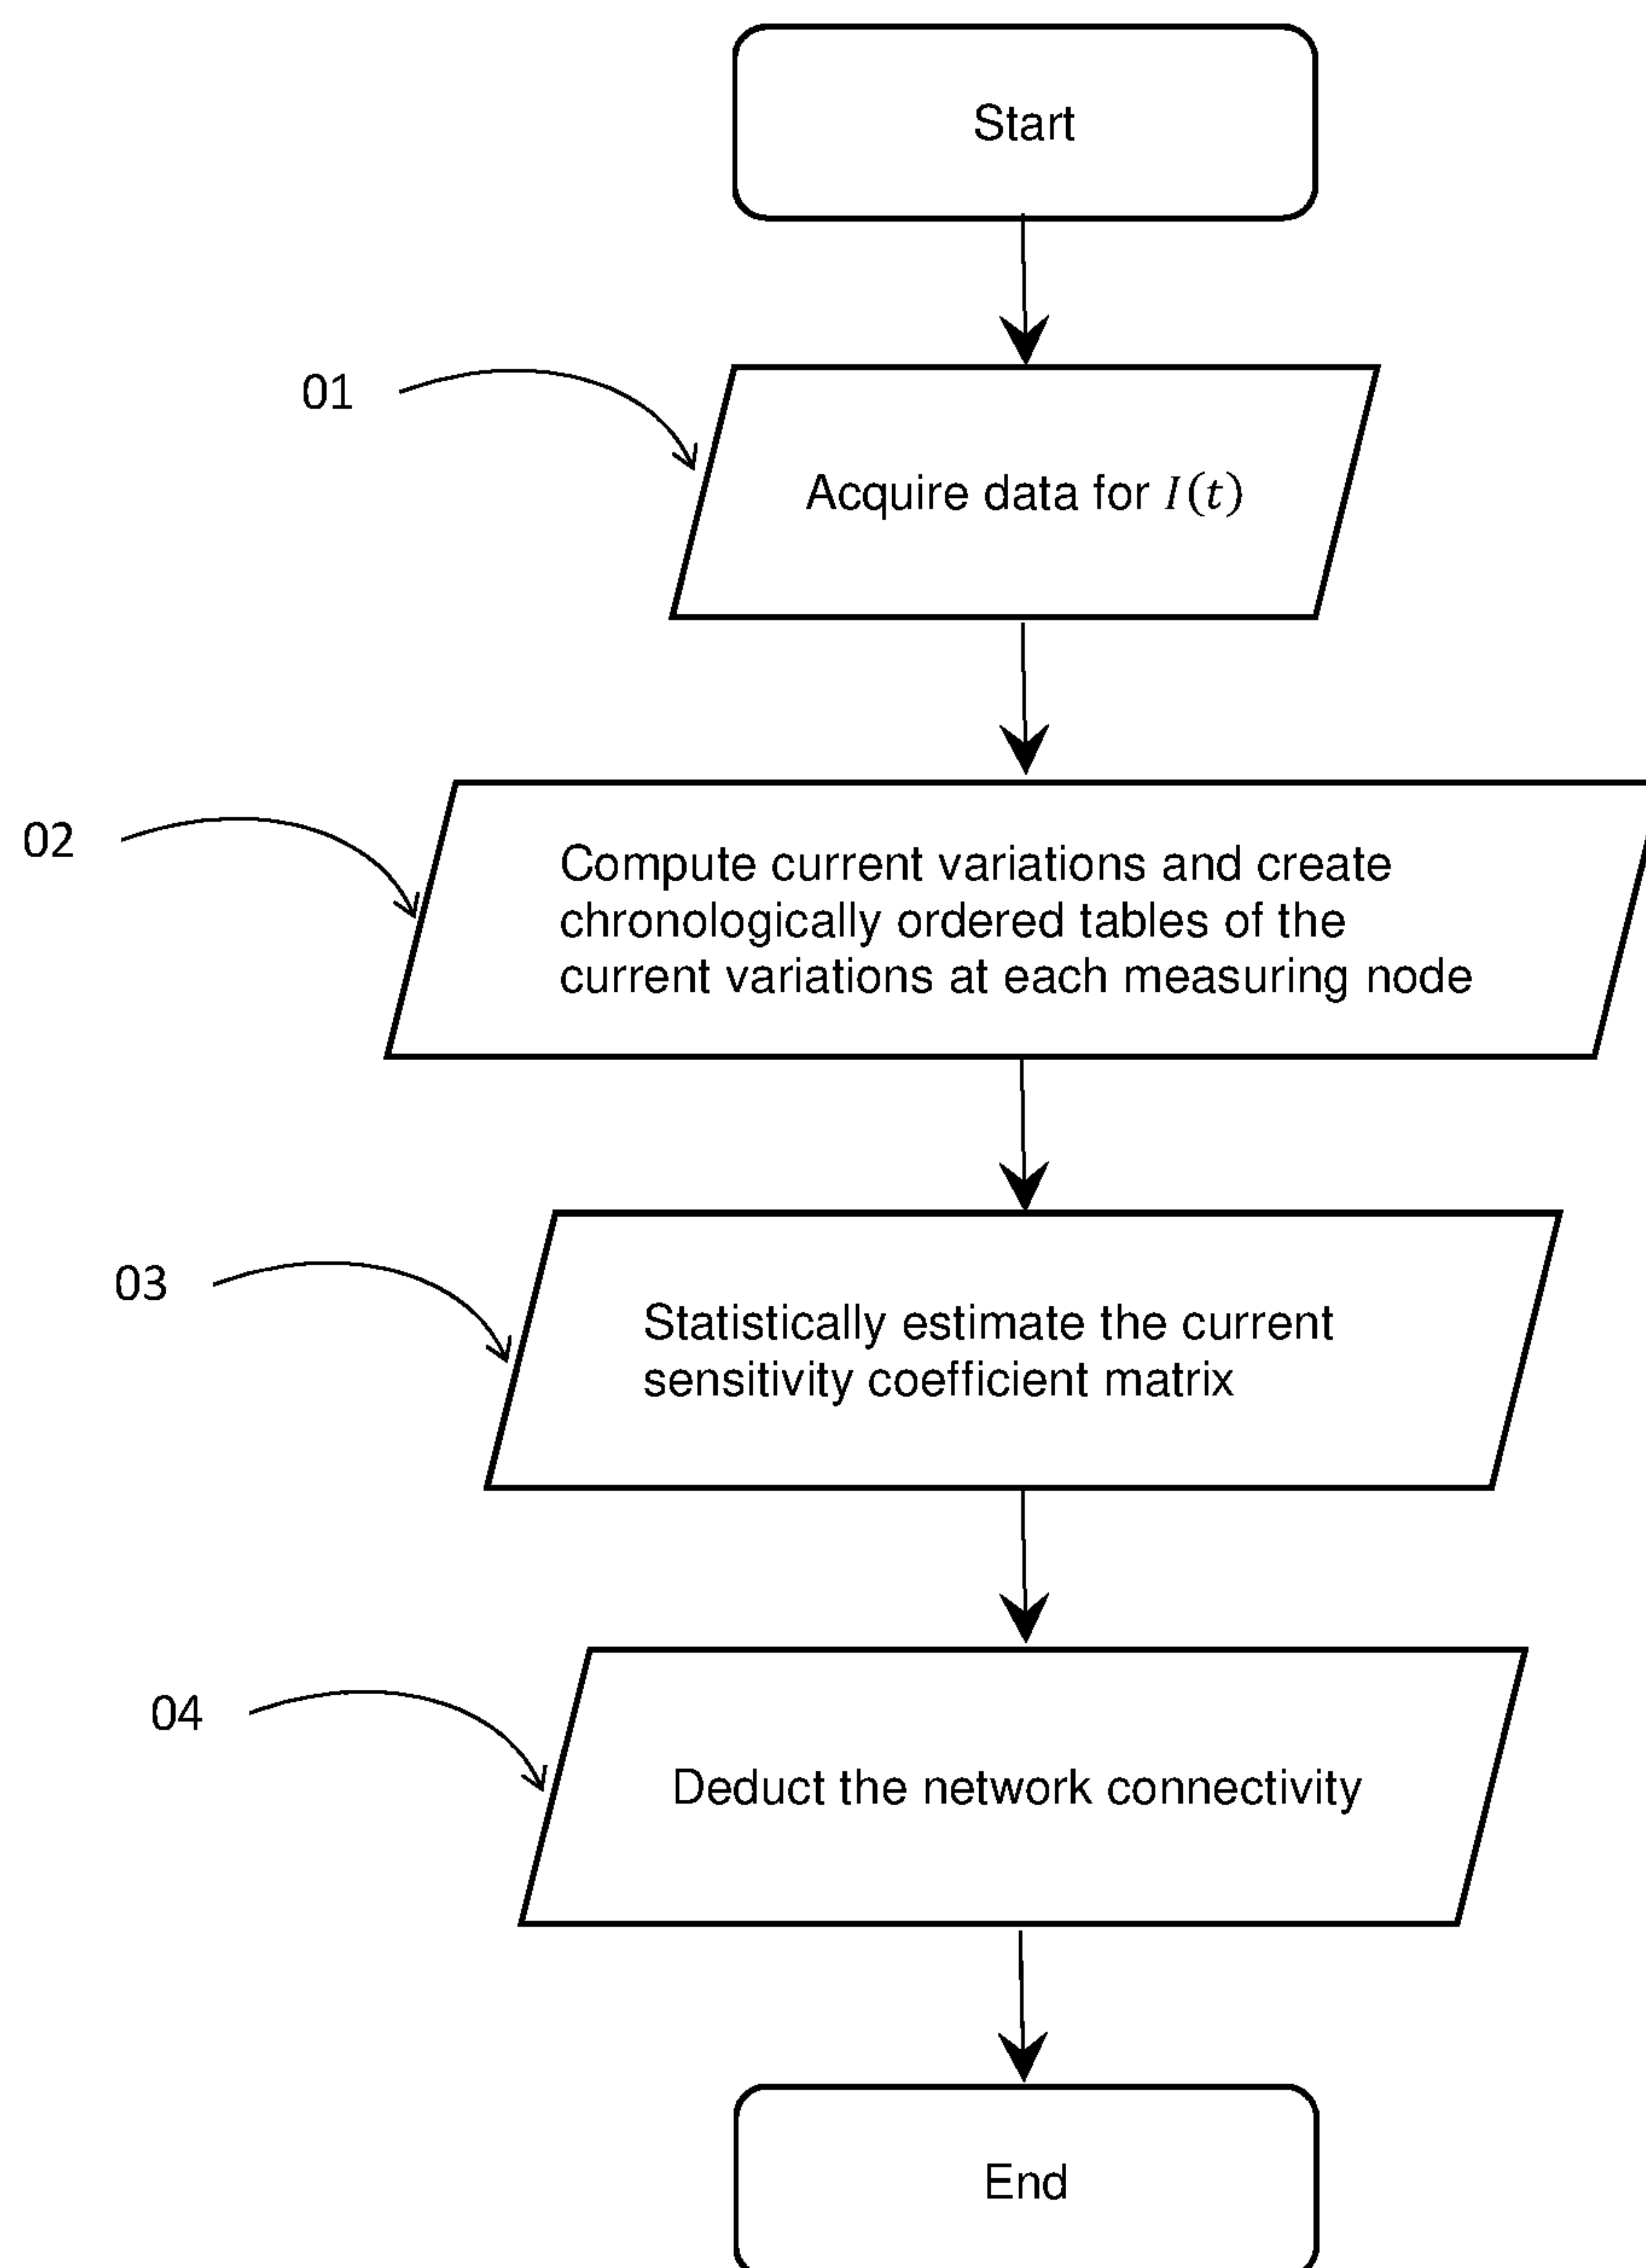 Start
01
Acquire data for I(t)
02
Compute current variations and create
chronologically ordered tables of the
current variations at each measuring node
03
Statistically estimate the current
sensitivity coefficient matrix
04
Deduct the network connectivity
End